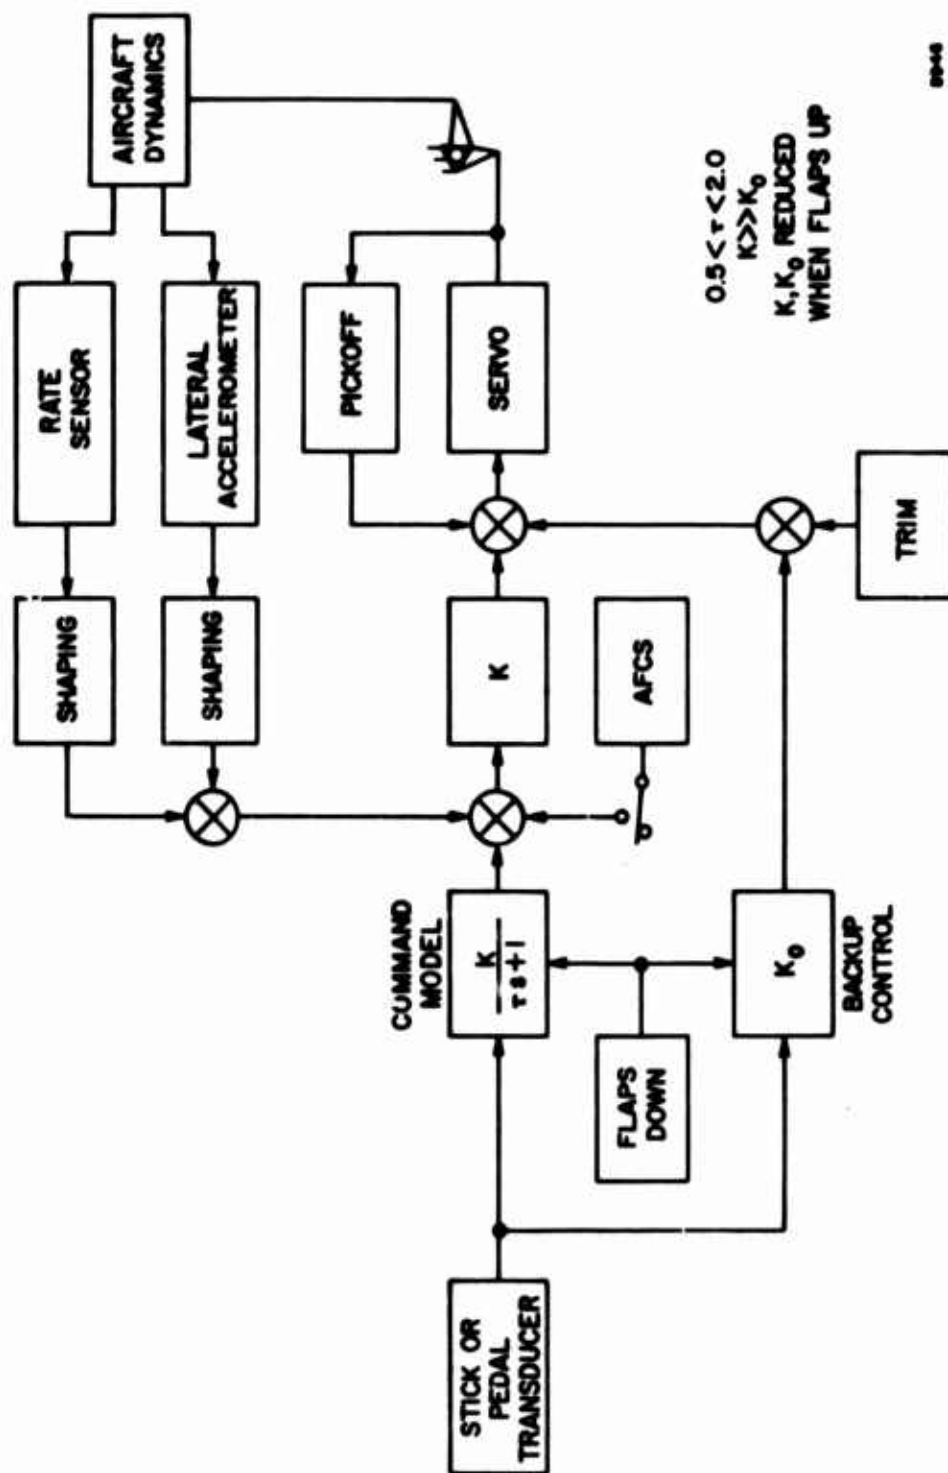 AIRCRAFT
DYNAMICS
RATE
SENSOR
LATERAL
ACCELEROMETER
SHAPING
SHAPING
PICKOFF
SERVO
K
AFCS
COMMAND
MODEL
K
τs+1
FLAPS
DOWN
K₀
BACKUP
CONTROL
TRIM
STICK OR
PEDAL
TRANSDUCER
0.5<τ<2.0
K>>K₀
K,K₀ REDUCED
WHEN FLAPS UP